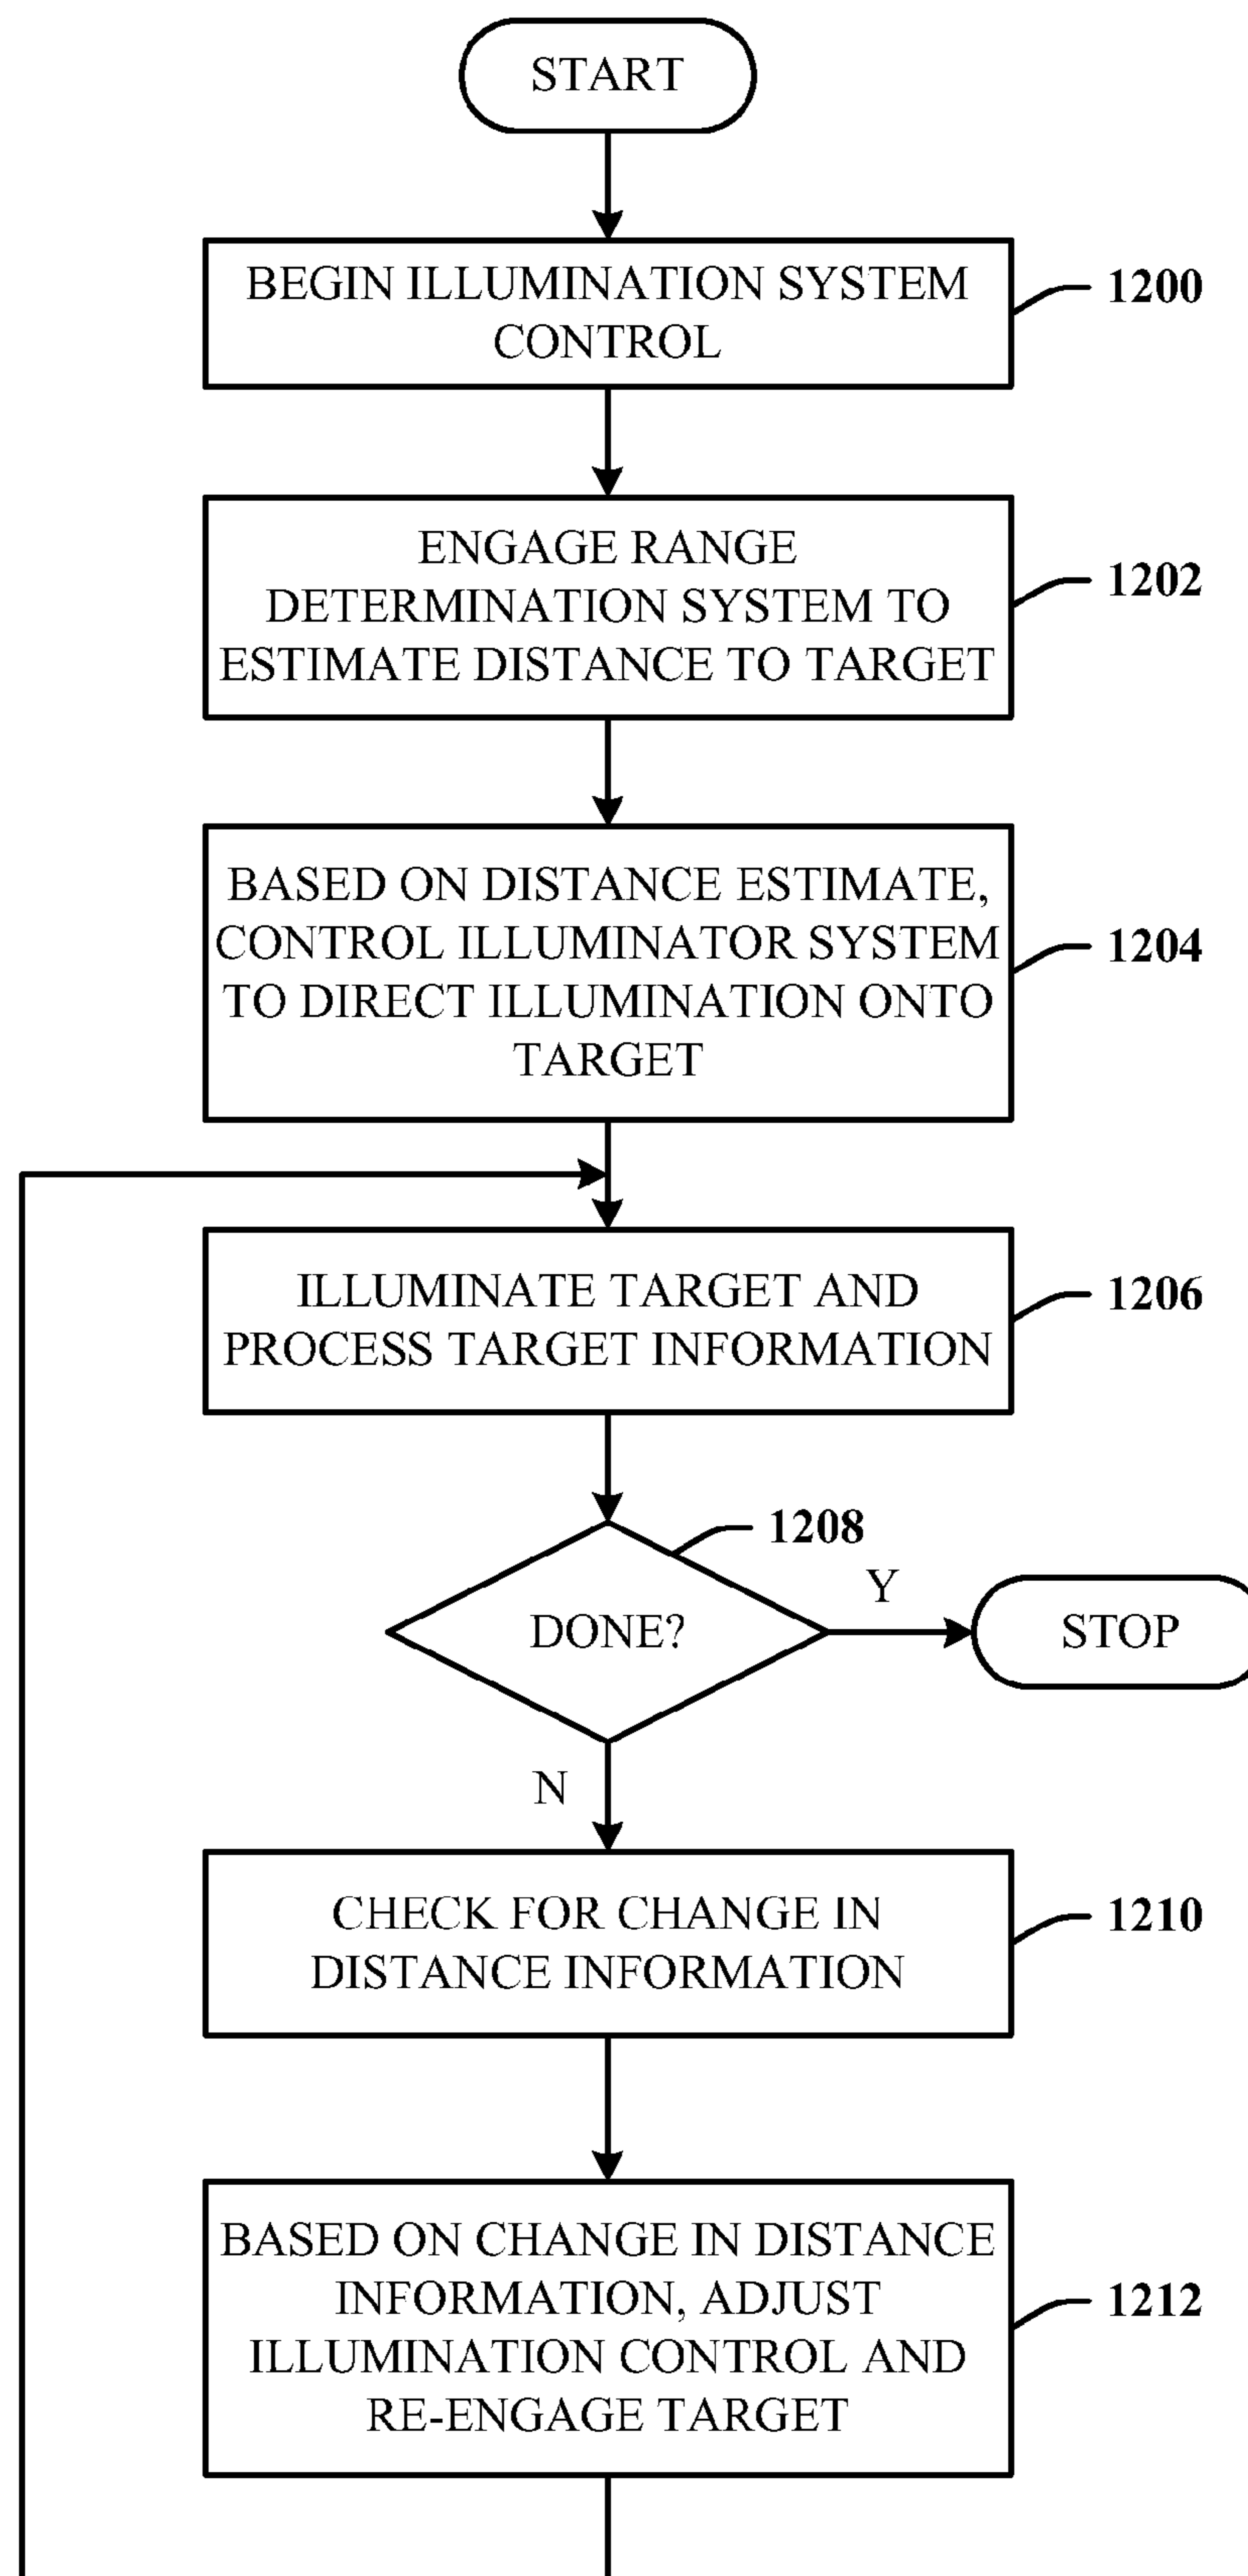 START
BEGIN ILLUMINATION SYSTEM
CONTROL
1200
ENGAGE RANGE
DETERMINATION SYSTEM TO
ESTIMATE DISTANCE TO TARGET
1202
BASED ON DISTANCE ESTIMATE,
CONTROL ILLUMINATOR SYSTEM
TO DIRECT ILLUMINATION ONTO
TARGET
1204
ILLUMINATE TARGET AND
PROCESS TARGET INFORMATION
1206
1208
DONE?
Y
STOP
N
CHECK FOR CHANGE IN
DISTANCE INFORMATION
1210
BASED ON CHANGE IN DISTANCE
INFORMATION, ADJUST
ILLUMINATION CONTROL AND
RE-ENGAGE TARGET
1212